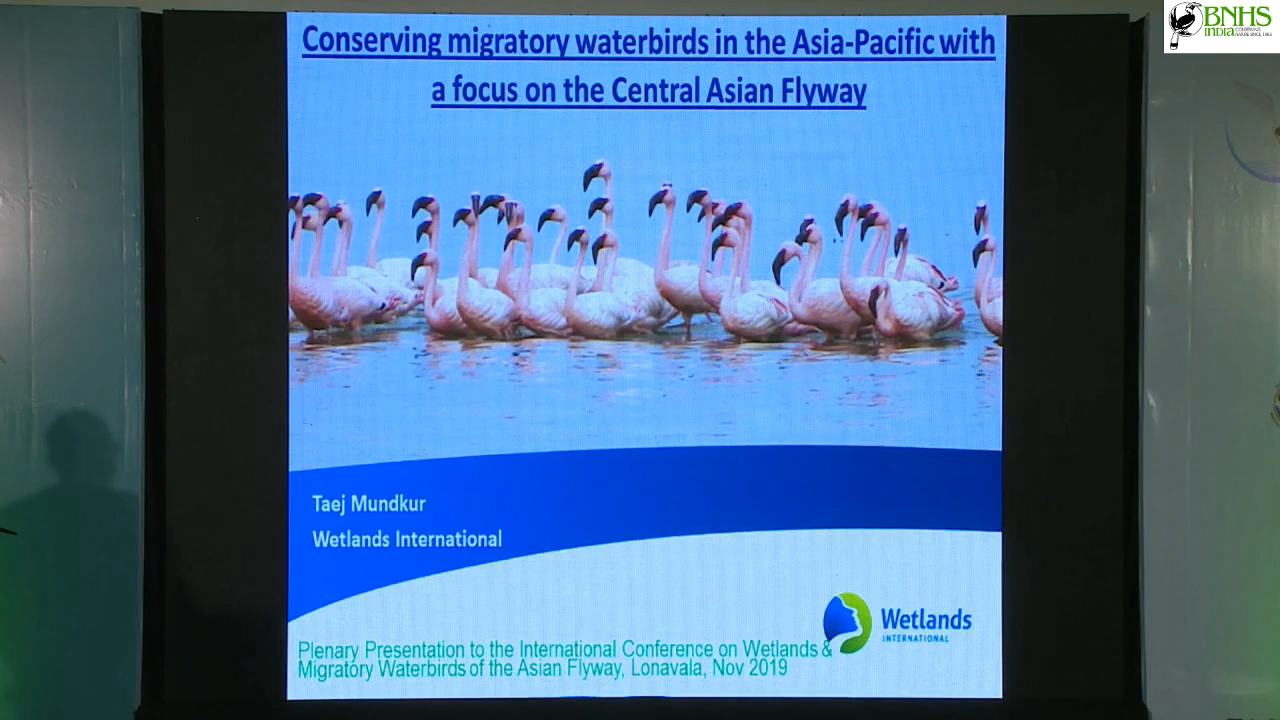 Conserving migratory waterbirds in the Asia-Pacific with
a focus on the Central Asian Flyway
Taej Mundkur
Wetlands International
Wetlands
INTERNATIONAL
Plenary Presentation to the International Conference on Wetlands &
Migratory Waterbirds of the Asian Flyway, Lonavala, Nov 2019
BNHS
INDIA